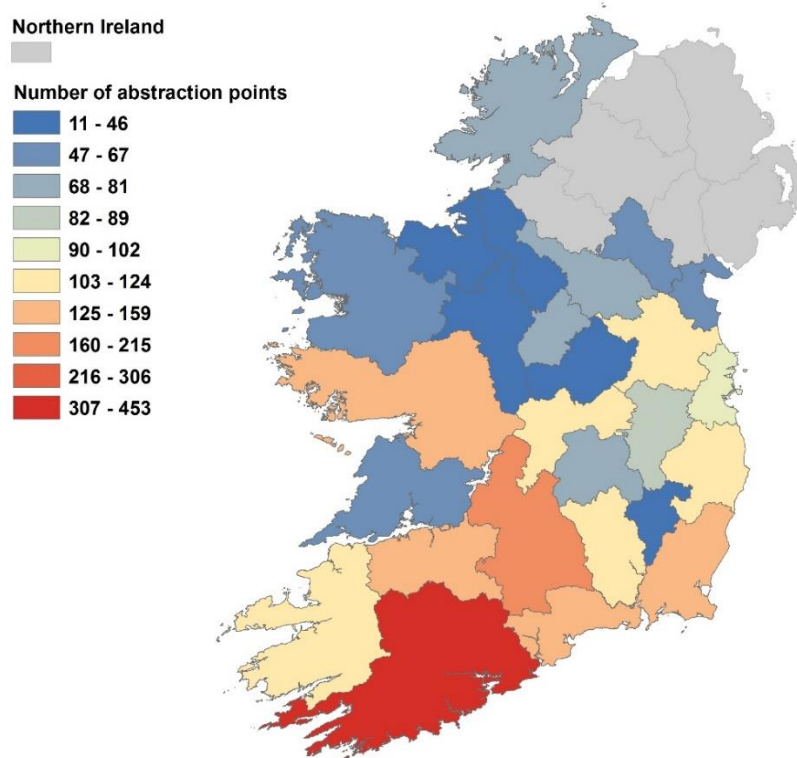 Northern Ireland
Number of abstraction points
11 - 46
47 - 67
68 - 81
82 - 89
90 - 102
103 - 124
125 - 159
160 - 215
216 - 306
307 - 453